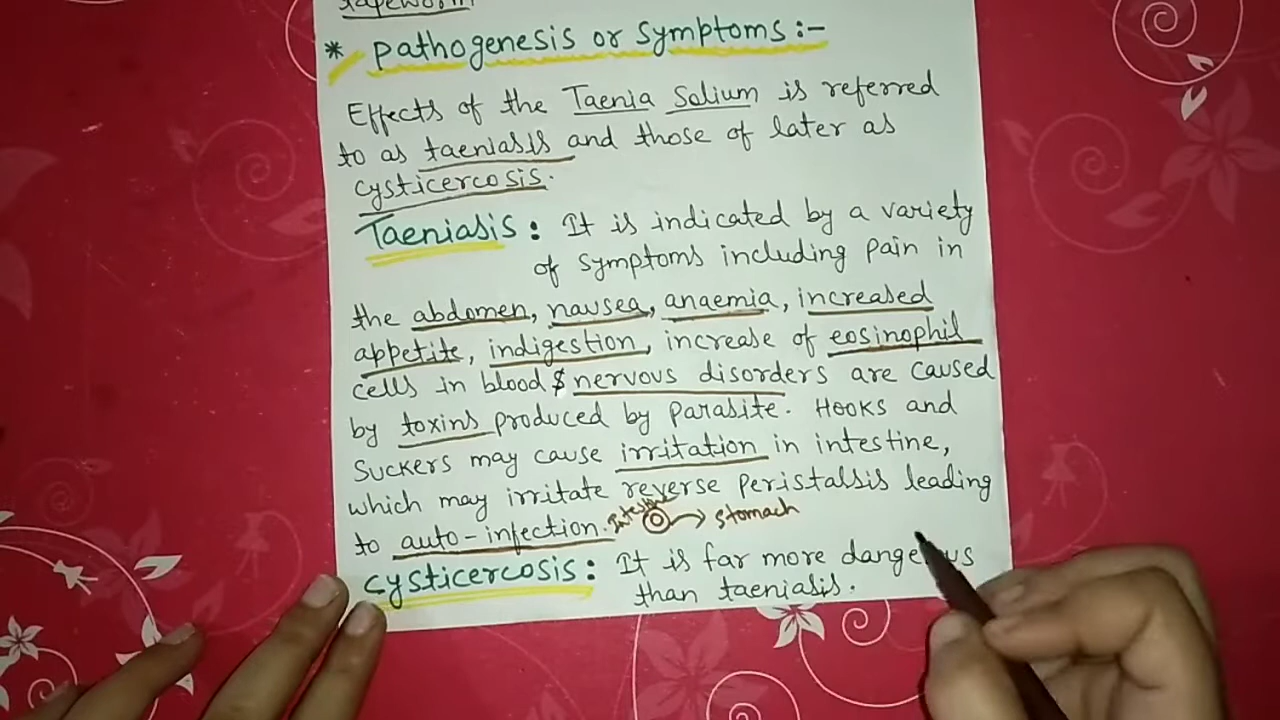 tapeworm
* Pathogenesis or Symptoms :-
Effects of the Taenia Solium is referred
to as taeniasis and those of later as
cysticercosis.
Taeniasis : It is indicated by a variety
of symptoms including pain in
the abdomen, nausea, anaemia, increased
appetite, indigestion, increase of eosinophil
cells in blood & nervous disorders are caused
by toxins produced by parasite. Hooks and
suckers may cause irritation in intestine,
which may irritate reverse peristalsis leading
to auto-infection. Intestine → stomach
Cysticercosis : It is far more
than taeniasis.